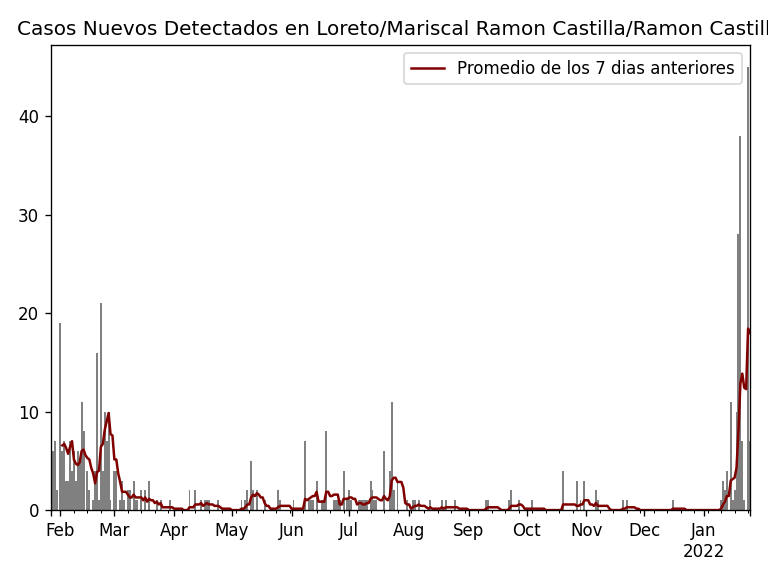 Casos Nuevos Detectados en Loreto/Mariscal Ramon Castilla/Ramon Castill
Promedio de los 7 dias anteriores
40
30
20
10
0
Feb Mar Apr May Jun Jul Aug Sep Oct Nov Dec Jan
2022